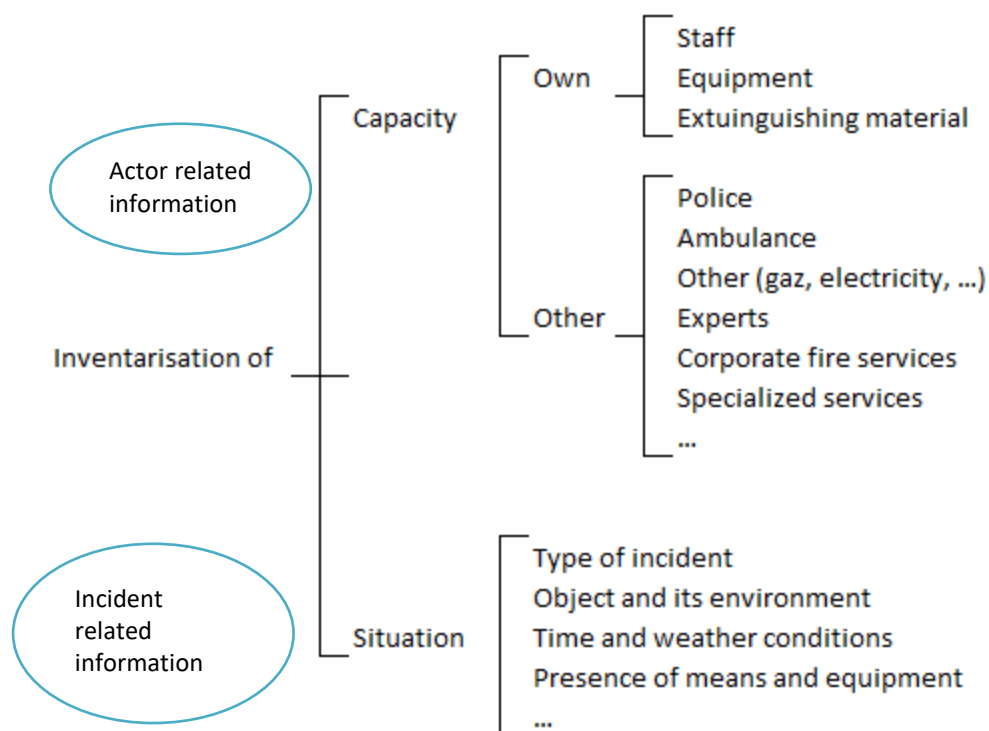 Staff
Own
Equipment
Capacity
Extuinguishing material
Actor related
information
Police
Ambulance
Other (gaz, electricity, ...)
Other
Experts
Inventarisation of
Corporate fire services
Specialized services
...
Type of incident
Incident
related
information
Object and its environment
Situation
Time and weather conditions
Presence of means and equipment
...